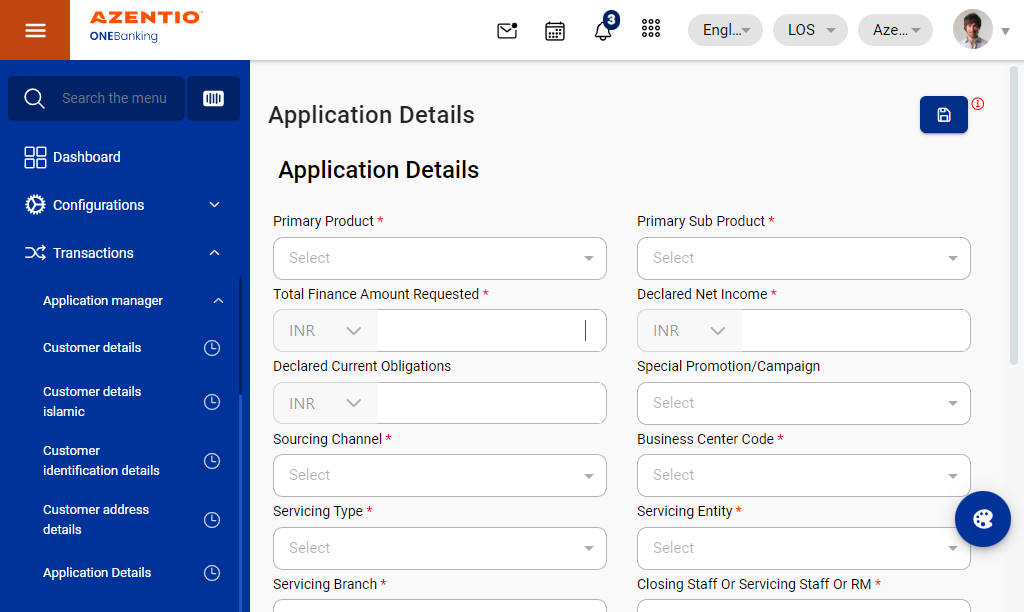 AZENTIO
ONEBanking
3
Engl...
LOS
Aze...
Search the menu
Dashboard
Configurations
Transactions
Application manager
Customer details
Customer details
islamic
Customer
identification details
Customer address
details
Application Details
Application Details
Application Details
Primary Product *
Primary Sub Product *
Select
Select
Total Finance Amount Requested *
Declared Net Income *
INR
INR
Declared Current Obligations
Special Promotion/Campaign
INR
Select
Sourcing Channel *
Business Center Code *
Select
Select
Servicing Type *
Servicing Entity *
Select
Select
Servicing Branch *
Closing Staff Or Servicing Staff Or RM *